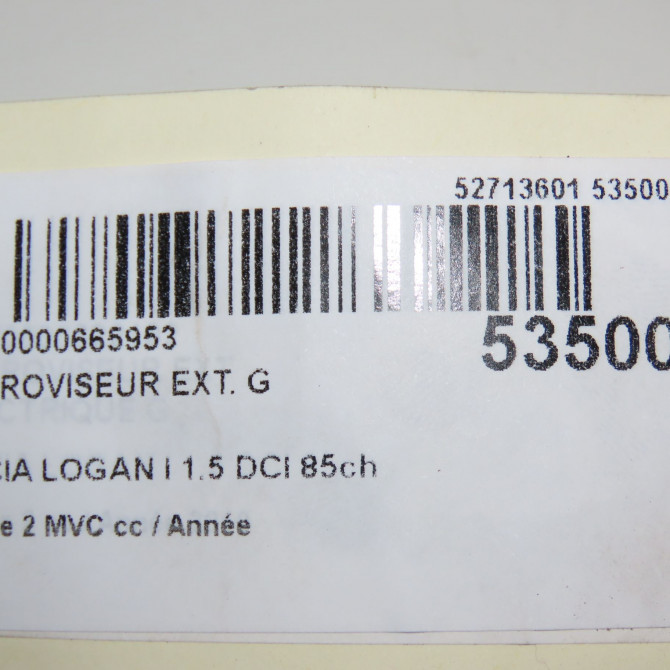 52713601 53500
0000665953
53500
ROVISEUR EXT. G
CIA LOGAN I 1.5 DCI 85ch
e 2 MVC cc / Année